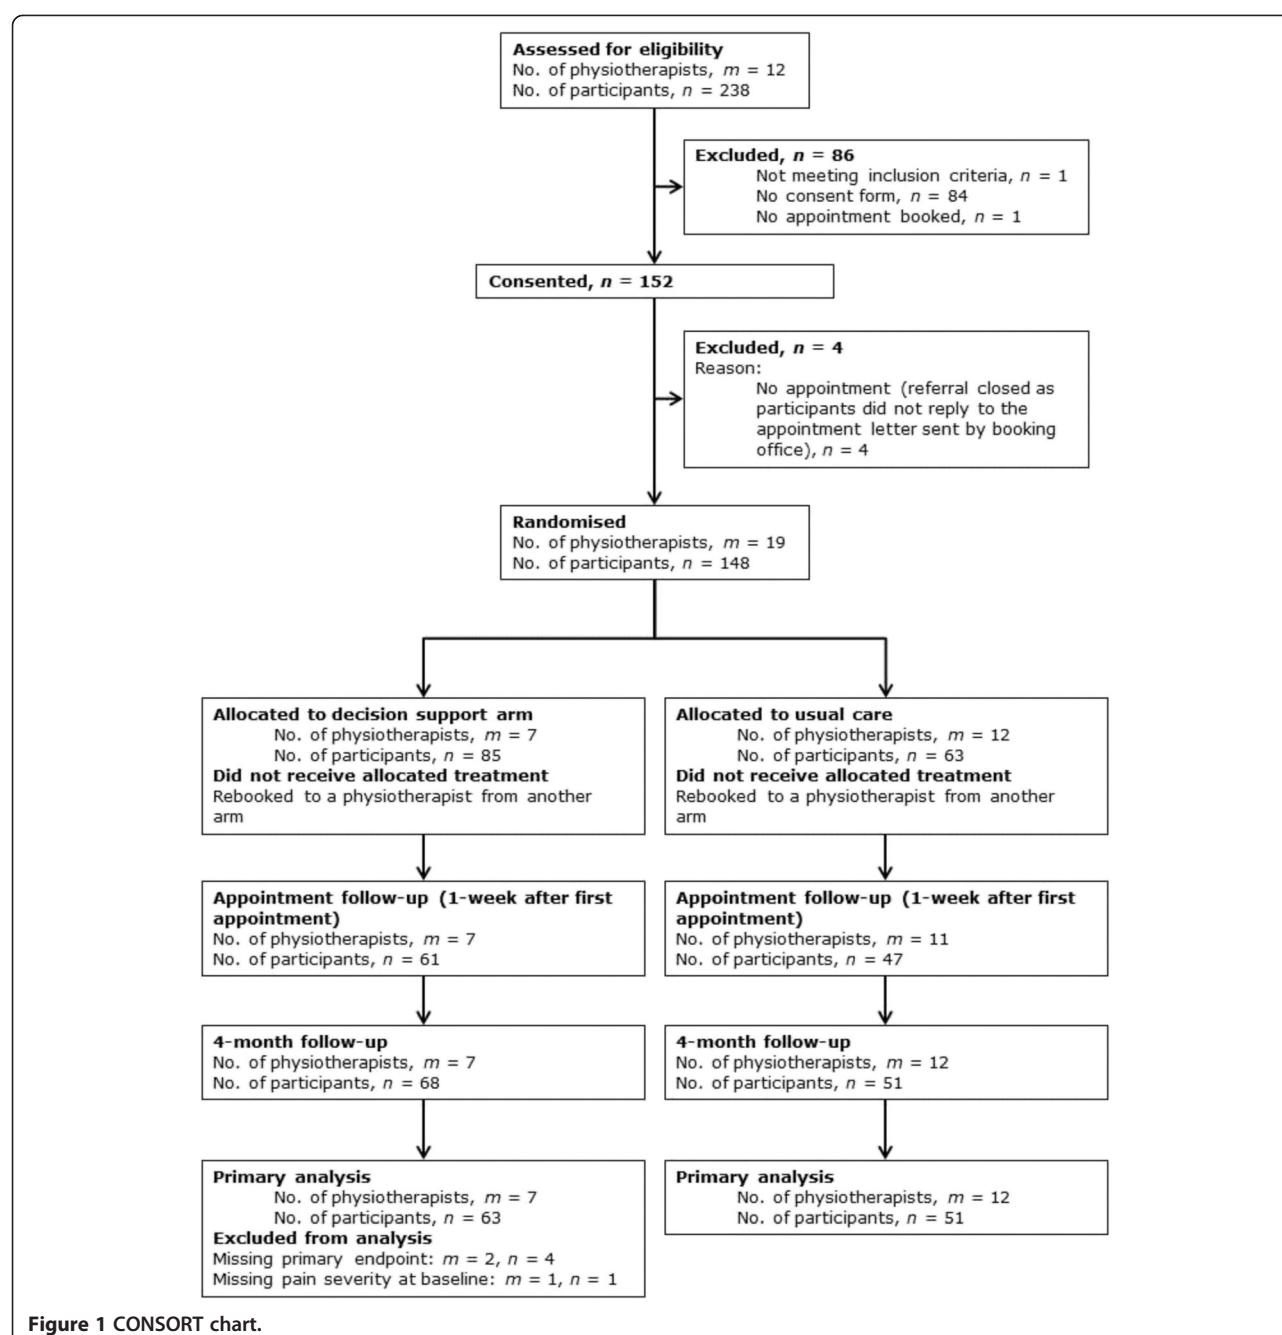 Assessed for eligibility
No. of physiotherapists, m = 12
No. of participants, n = 238
Excluded, n = 86
Not meeting inclusion criteria, n = 1
No consent form, n = 84
No appointment booked, n = 1
Consented, n = 152
Excluded, n = 4
Reason:
No appointment (referral closed as
participants did not reply to the
appointment letter sent by booking
office), n = 4
Randomised
No. of physiotherapists, m = 19
No. of participants, n = 148
Allocated to decision support arm
No. of physiotherapists, m = 7
No. of participants, n = 85
Did not receive allocated treatment
Rebooked to a physiotherapist from another
arm
Allocated to usual care
No. of physiotherapists, m = 12
No. of participants, n = 63
Did not receive allocated treatment
Rebooked to a physiotherapist from another
arm
Appointment follow-up (1-week after first
appointment)
No. of physiotherapists, m = 7
No. of participants, n = 61
Appointment follow-up (1-week after first
appointment)
No. of physiotherapists, m = 11
No. of participants, n = 47
4-month follow-up
No. of physiotherapists, m = 7
No. of participants, n = 68
4-month follow-up
No. of physiotherapists, m = 12
No. of participants, n = 51
Primary analysis
No. of physiotherapists, m = 7
No. of participants, n = 63
Excluded from analysis
Missing primary endpoint: m = 2, n = 4
Missing pain severity at baseline: m = 1, n = 1
Primary analysis
No. of physiotherapists, m = 12
No. of participants, n = 51
Figure 1 CONSORT chart.